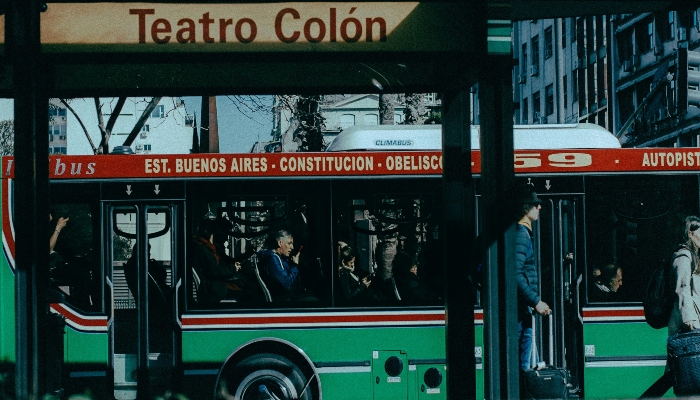 Teatro Colón
CLIMABUS
bus
EST. BUENOS AIRES - CONSTITUCION - OBELISCO
59 · AUTOPIST